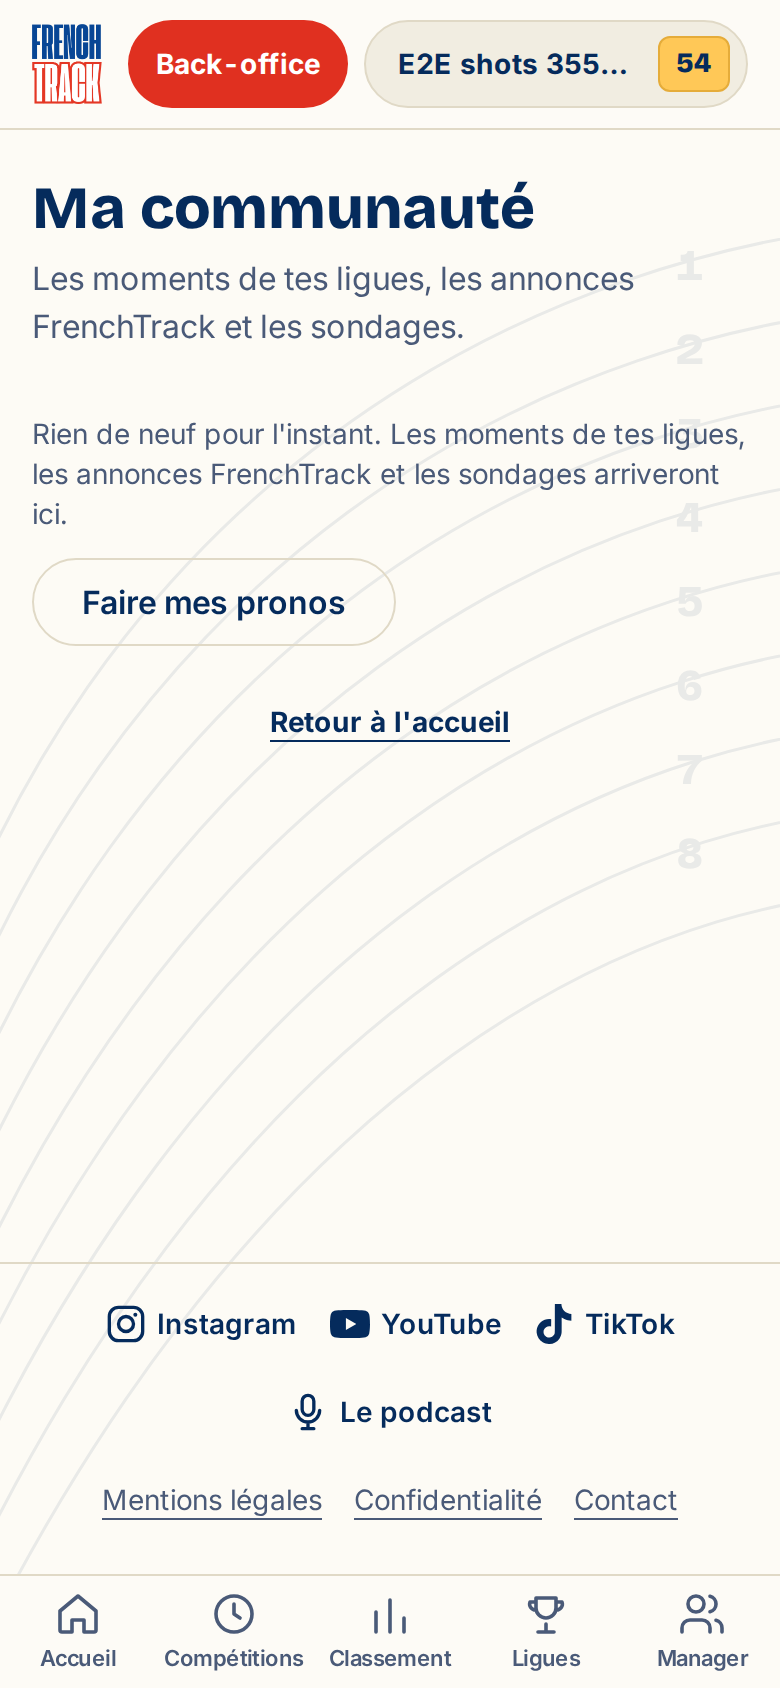 FRENCH
TRACK
Back-office
E2E shots 355...
54
Ma communauté
Les moments de tes ligues, les annonces
FrenchTrack et les sondages.
1
2
3
4
5
6
7
8
Rien de neuf pour l'instant. Les moments de tes ligues,
les annonces FrenchTrack et les sondages arriveront
ici.
Faire mes pronos
Retour à l'accueil
Instagram
YouTube
TikTok
Le podcast
Mentions légales
Confidentialité
Contact
Accueil
Compétitions
Classement
Ligues
Manager